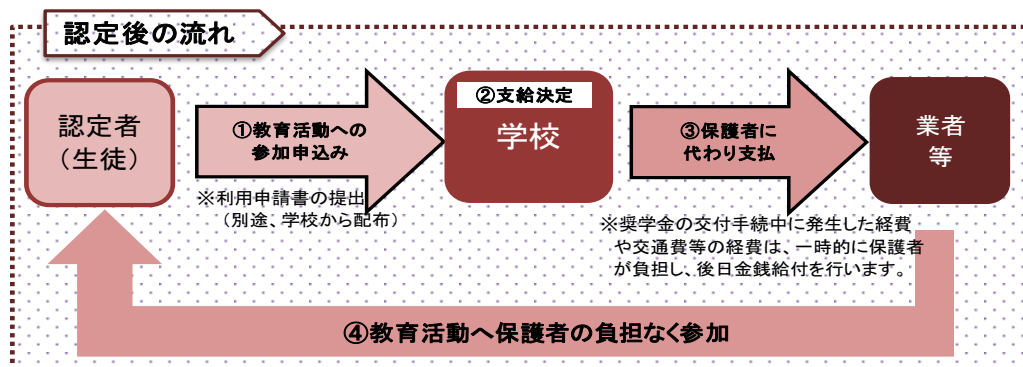 認定後の流れ
認定者
（生徒）
①教育活動への
参加申込み
※利用申請書の提出
（別途、学校から配布）
②支給決定
学校
③保護者に
代わり支払
※奨学金の交付手続中に発生した経費
や交通費等の経費は、一時的に保護者
が負担し、後日金銭給付を行います。
業者
等
④教育活動へ保護者の負担なく参加